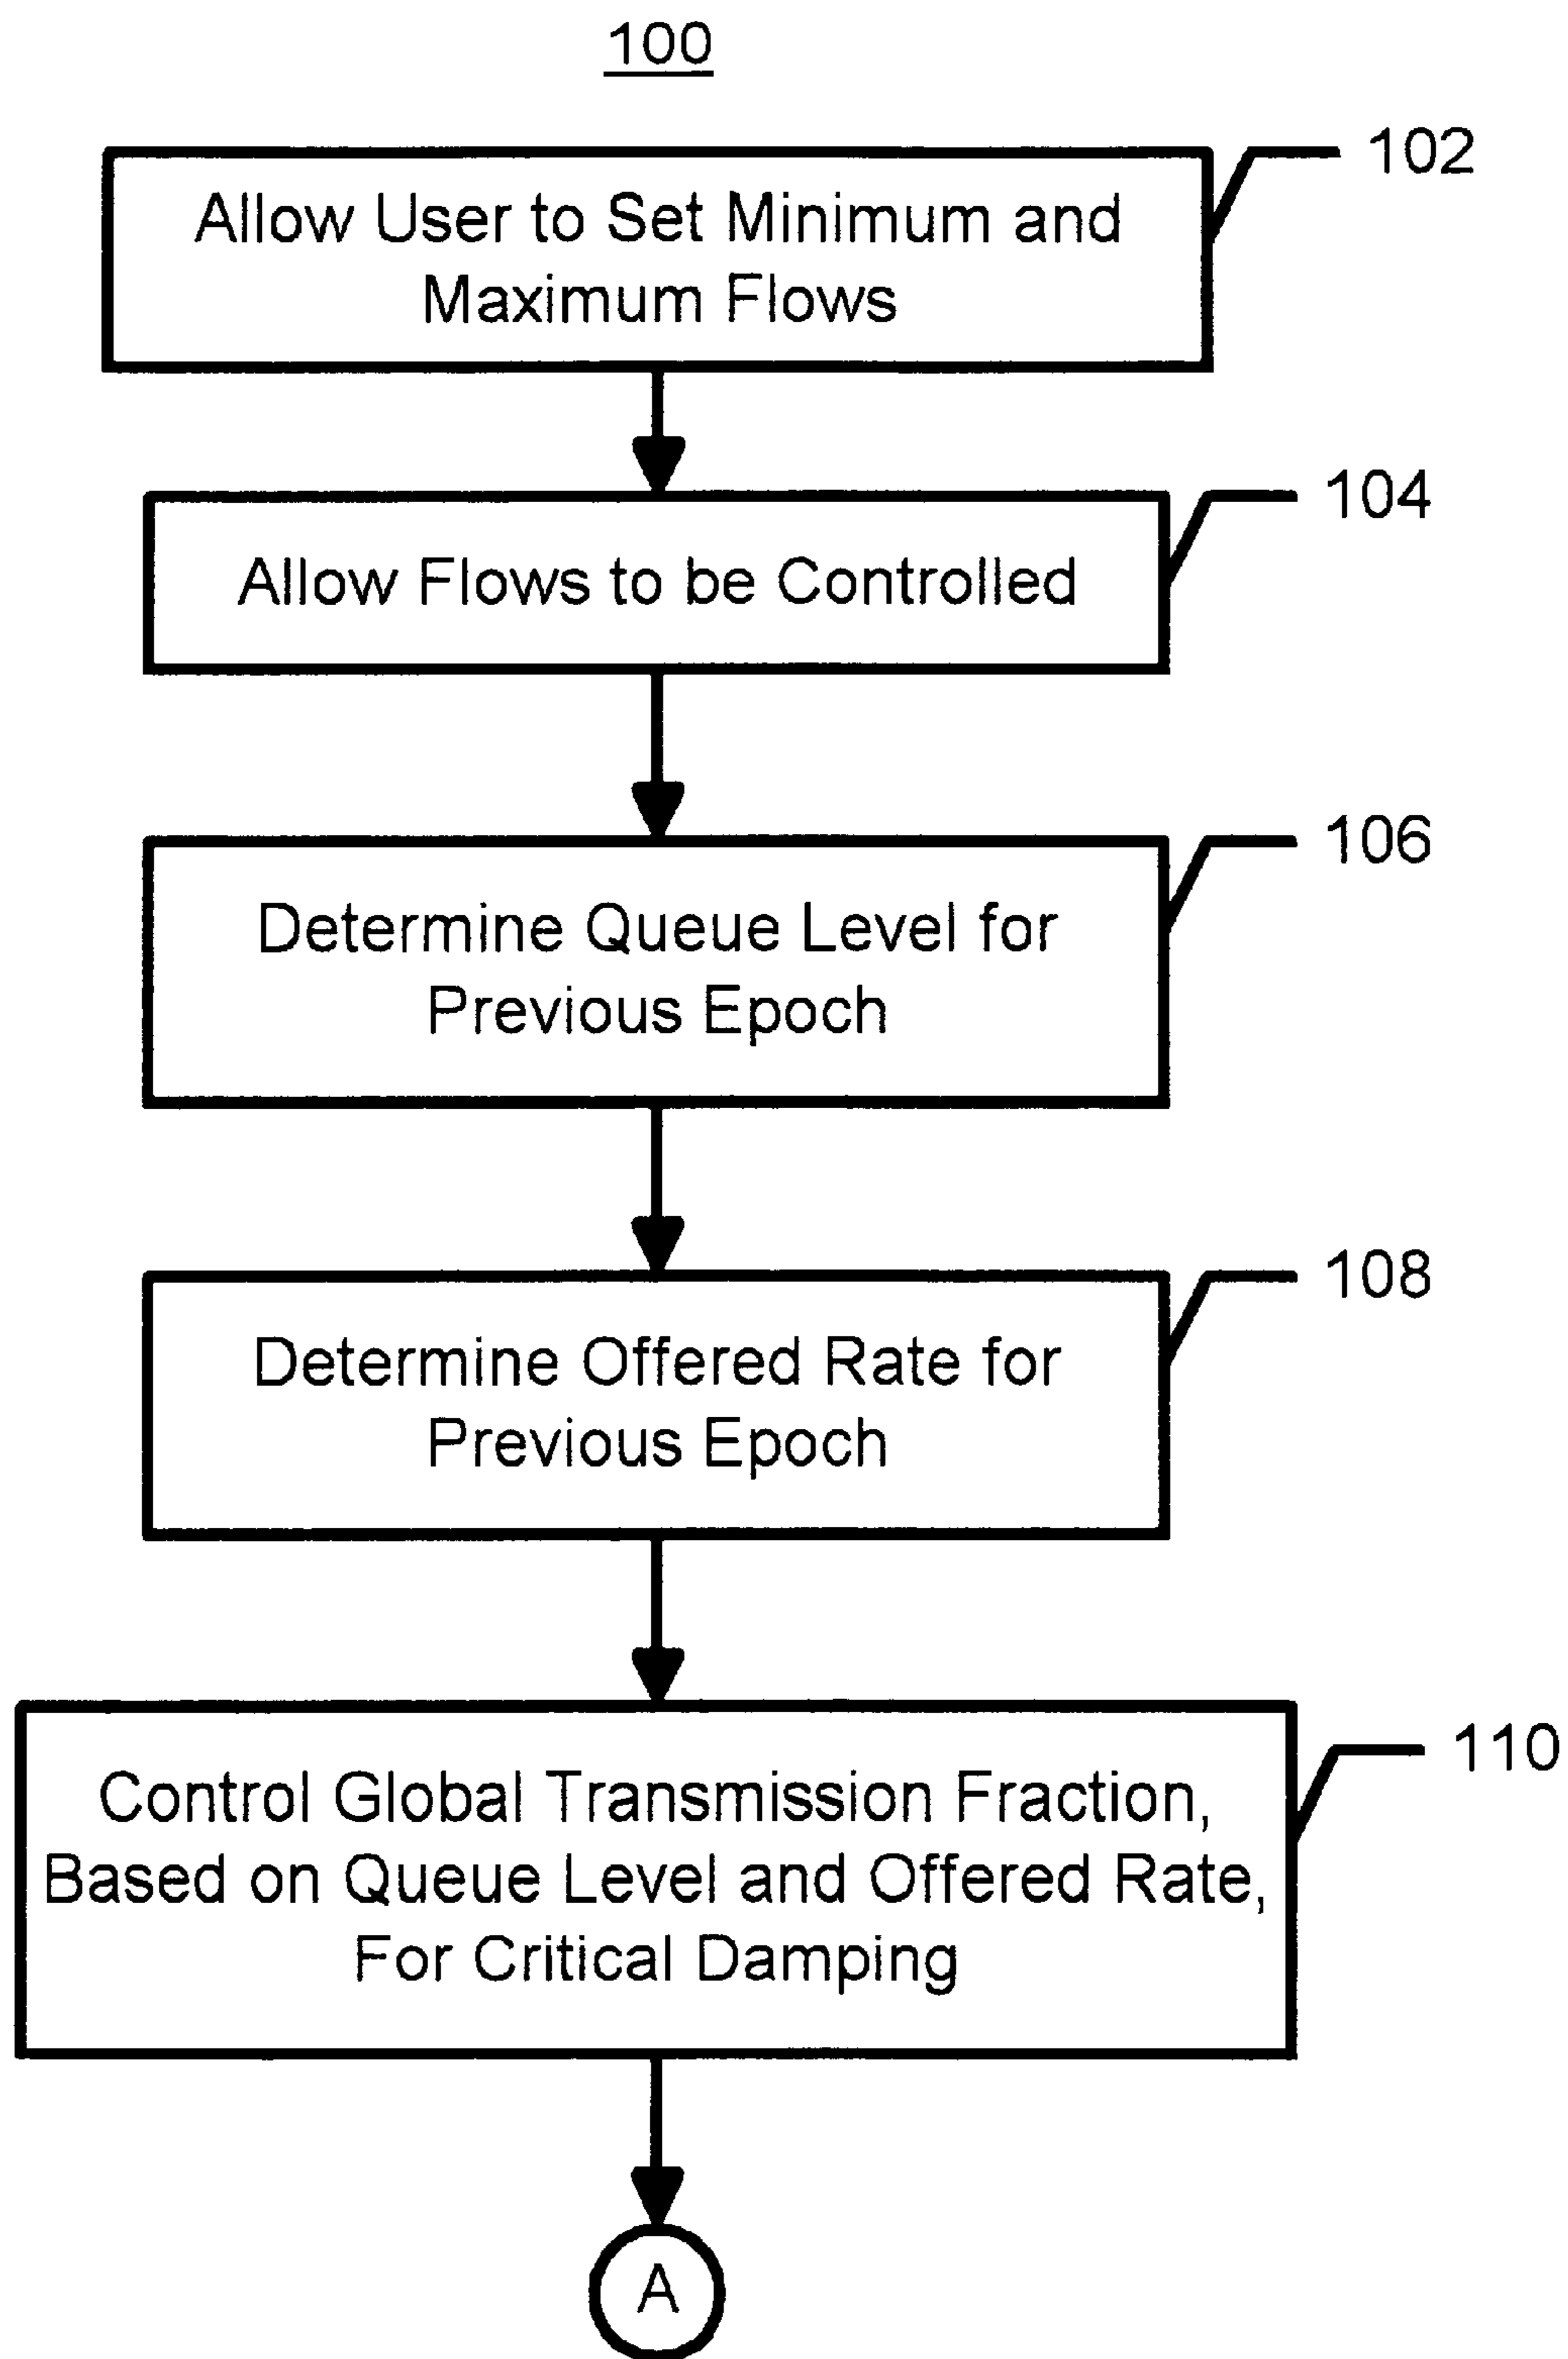 100
102
Allow User to Set Minimum and
Maximum Flows
104
Allow Flows to be Controlled
106
Determine Queue Level for
Previous Epoch
108
Determine Offered Rate for
Previous Epoch
110
Control Global Transmission Fraction,
Based on Queue Level and Offered Rate,
For Critical Damping
A